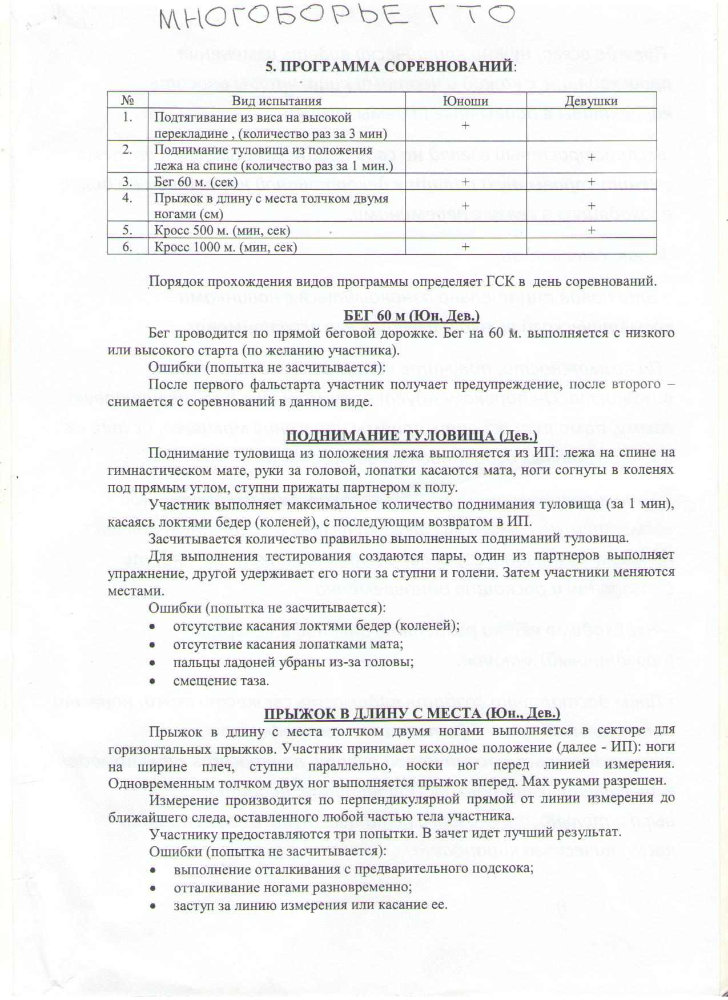 МНОГОБОРЬЕ ГТО
5. ПРОГРАММА СОРЕВНОВАНИЙ:
№ Вид испытания Юноши Девушки
1. Подтягивание из виса на высокой
перекладине , (количество раз за 3 мин) +
2. Поднимание туловища из положения
лежа на спине (количество раз за 1 мин.) +
3. Бег 60 м. (сек) + +
4. Прыжок в длину с места толчком двумя
ногами (см) + +
5. Кросс 500 м. (мин, сек) +
6. Кросс 1000 м. (мин, сек) +
Порядок прохождения видов программы определяет ГСК в день соревнований.
БЕГ 60 м (Юн, Дев.)
Бег проводится по прямой беговой дорожке. Бег на 60 м. выполняется с низкого
или высокого старта (по желанию участника).
Ошибки (попытка не засчитывается):
После первого фальстарта участник получает предупреждение, после второго –
снимается с соревнований в данном виде.
ПОДНИМАНИЕ ТУЛОВИЩА (Дев.)
Поднимание туловища из положения лежа выполняется из ИП: лежа на спине на
гимнастическом мате, руки за головой, лопатки касаются мата, ноги согнуты в коленях
под прямым углом, ступни прижаты партнером к полу.
Участник выполняет максимальное количество поднимания туловища (за 1 мин),
касаясь локтями бедер (коленей), с последующим возвратом в ИП.
Засчитывается количество правильно выполненных подниманий туловища.
Для выполнения тестирования создаются пары, один из партнеров выполняет
упражнение, другой удерживает его ноги за ступни и голени. Затем участники меняются
местами.
Ошибки (попытка не засчитывается):
• отсутствие касания локтями бедер (коленей);
• отсутствие касания лопатками мата;
• пальцы ладоней убраны из-за головы;
• смещение таза.
ПРЫЖОК В ДЛИНУ С МЕСТА (Юн., Дев.)
Прыжок в длину с места толчком двумя ногами выполняется в секторе для
горизонтальных прыжков. Участник принимает исходное положение (далее - ИП): ноги
на ширине плеч, ступни параллельно, носки ног перед линией измерения.
Одновременным толчком двух ног выполняется прыжок вперед. Мах руками разрешен.
Измерение производится по перпендикулярной прямой от линии измерения до
ближайшего следа, оставленного любой частью тела участника.
Участнику предоставляются три попытки. В зачет идет лучший результат.
Ошибки (попытка не засчитывается):
• выполнение отталкивания с предварительного подскока;
• отталкивание ногами разновременно;
• заступ за линию измерения или касание ее.